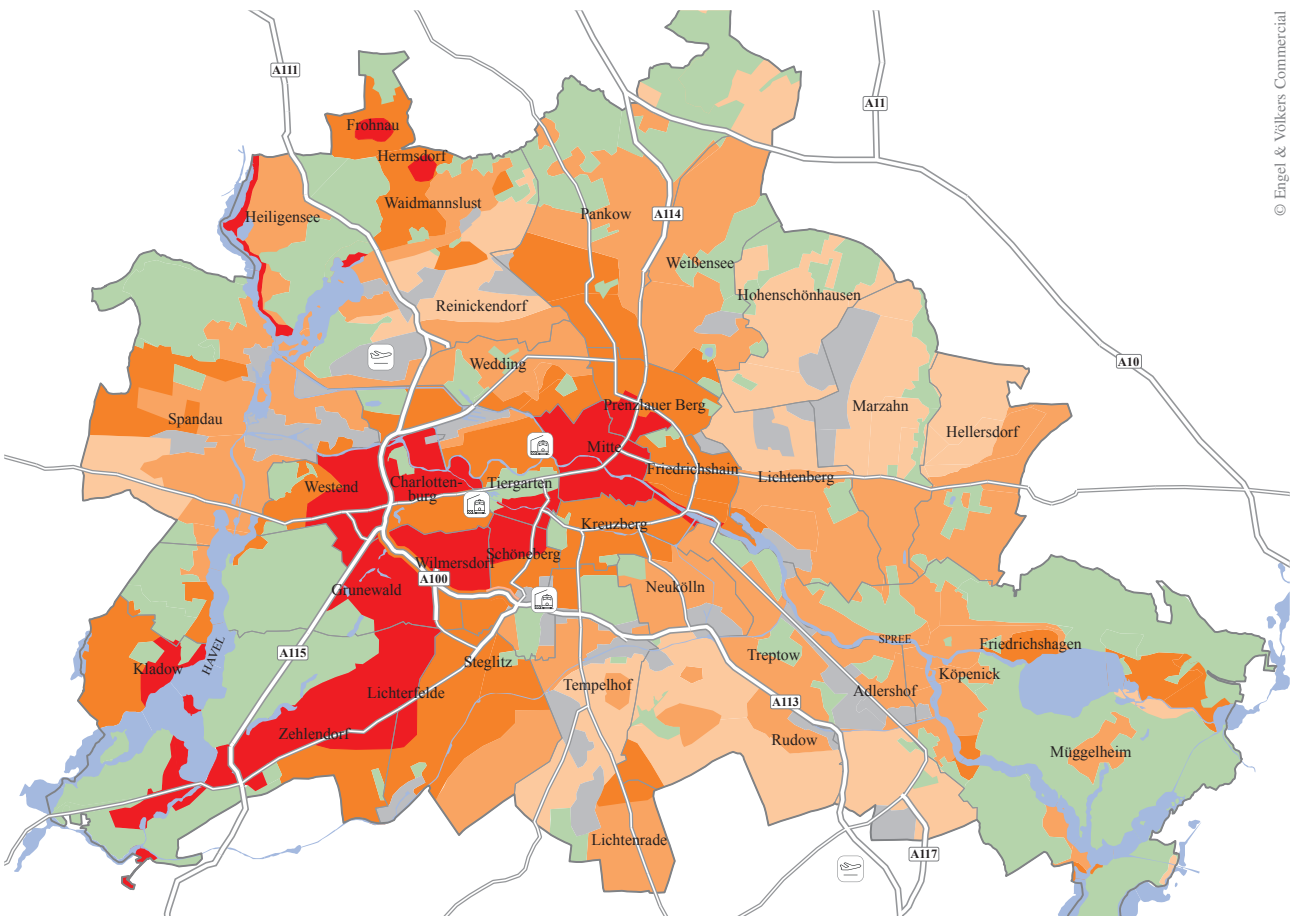 © Engel & Völkers Commercial
A111
A11
Frohnau
Hermsdorf
Waidmannslust
Heiligensee
Pankow
A114
Weißensee
Hohenschönhausen
Reinickendorf
Wedding
A10
Prenzlauer Berg
Marzahn
Spandau
Hellersdorf
Mitte
Friedrichshain
Lichtenberg
Westend
Charlotten-
burg
Tiergarten
Kreuzberg
Schöneberg
Wilmersdorf
A100
Grunewald
Neukölln
SPREE
Friedrichshagen
HAVEL
A115
Kladow
Steglitz
Treptow
Köpenick
Tempelhof
Adlershof
Lichterfelde
A113
Zehlendorf
Rudow
Müggelheim
Lichtenrade
A117